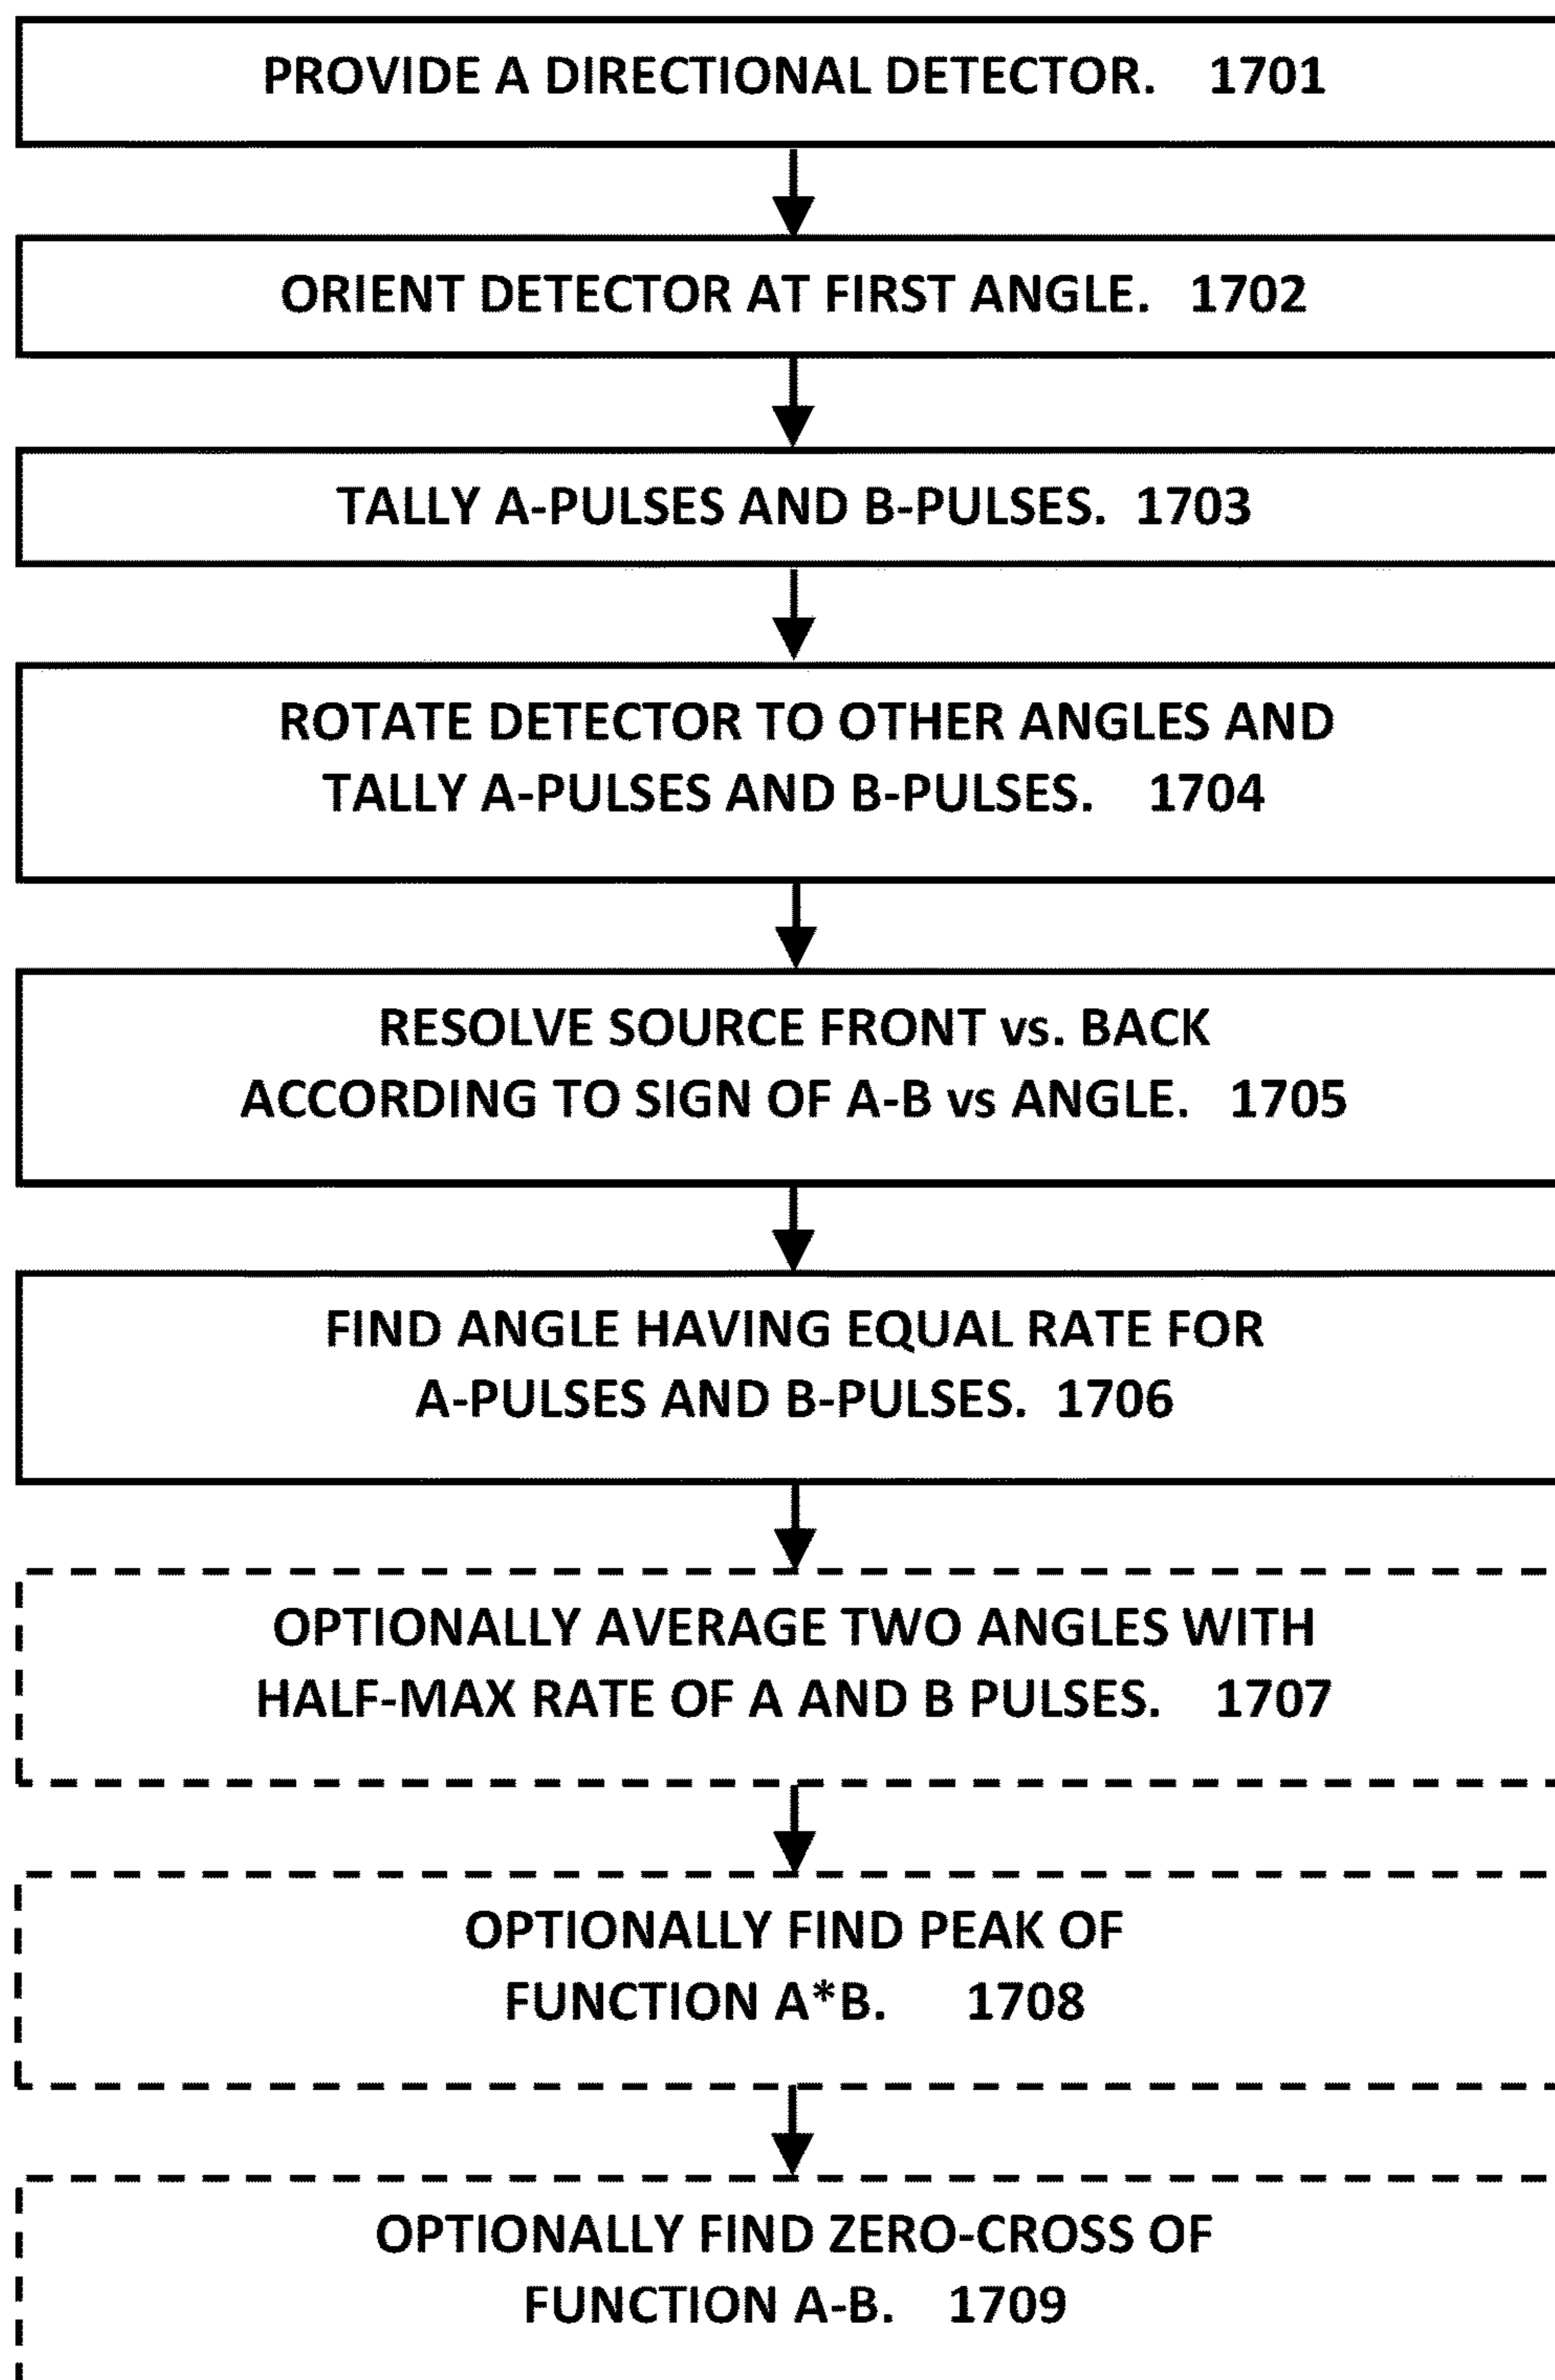 PROVIDE A DIRECTIONAL DETECTOR. 1701
ORIENT DETECTOR AT FIRST ANGLE. 1702
TALLY A-PULSES AND B-PULSES. 1703
ROTATE DETECTOR TO OTHER ANGLES AND
TALLY A-PULSES AND B-PULSES. 1704
RESOLVE SOURCE FRONT vs. BACK
ACCORDING TO SIGN OF A-B vs ANGLE. 1705
FIND ANGLE HAVING EQUAL RATE FOR
A-PULSES AND B-PULSES. 1706
OPTIONALLY AVERAGE TWO ANGLES WITH
HALF-MAX RATE OF A AND B PULSES. 1707
OPTIONALLY FIND PEAK OF
FUNCTION A*B. 1708
OPTIONALLY FIND ZERO-CROSS OF
FUNCTION A-B. 1709